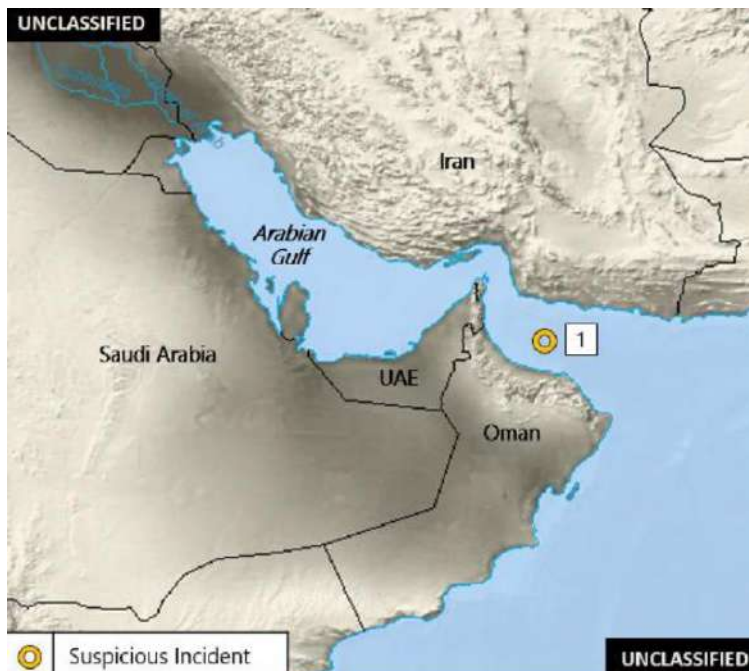 UNCLASSIFIED
Iran
Arabian
Gulf
1
Saudi Arabia
UAE
Oman
Suspicious Incident
UNCLASSIFIED